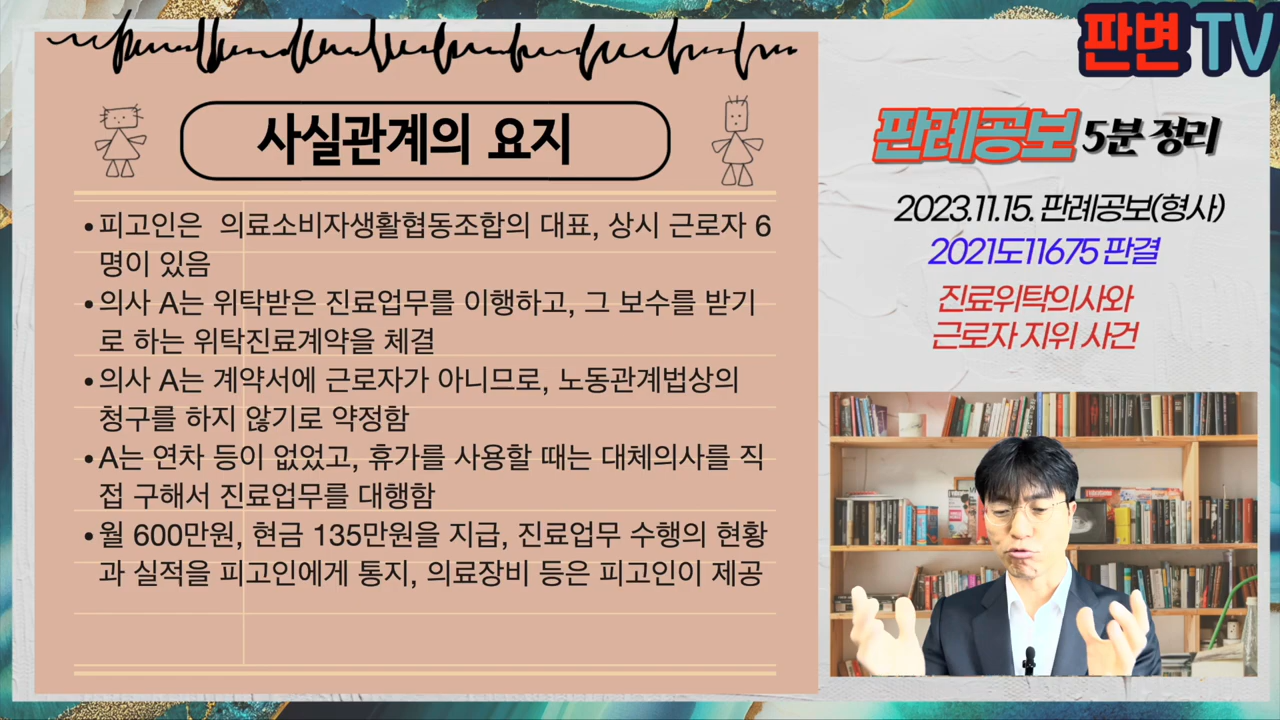 판변 TV
사실관계의 요지
•피고인은 의료소비자생활협동조합의 대표, 상시 근로자 6
명이 있음
•의사 A는 위탁받은 진료업무를 이행하고, 그 보수를 받기
로 하는 위탁진료계약을 체결
•의사 A는 계약서에 근로자가 아니므로, 노동관계법상의
청구를 하지 않기로 약정함
•A는 연차 등이 없었고, 휴가를 사용할 때는 대체의사를 직
접 구해서 진료업무를 대행함
•월 600만원, 현금 135만원을 지급, 진료업무 수행의 현황
과 실적을 피고인에게 통지, 의료장비 등은 피고인이 제공
판례공보 5분 정리
2023.11.15. 판례공보(형사)
2021도11675 판결
진료위탁의사와
근로자 지위 사건